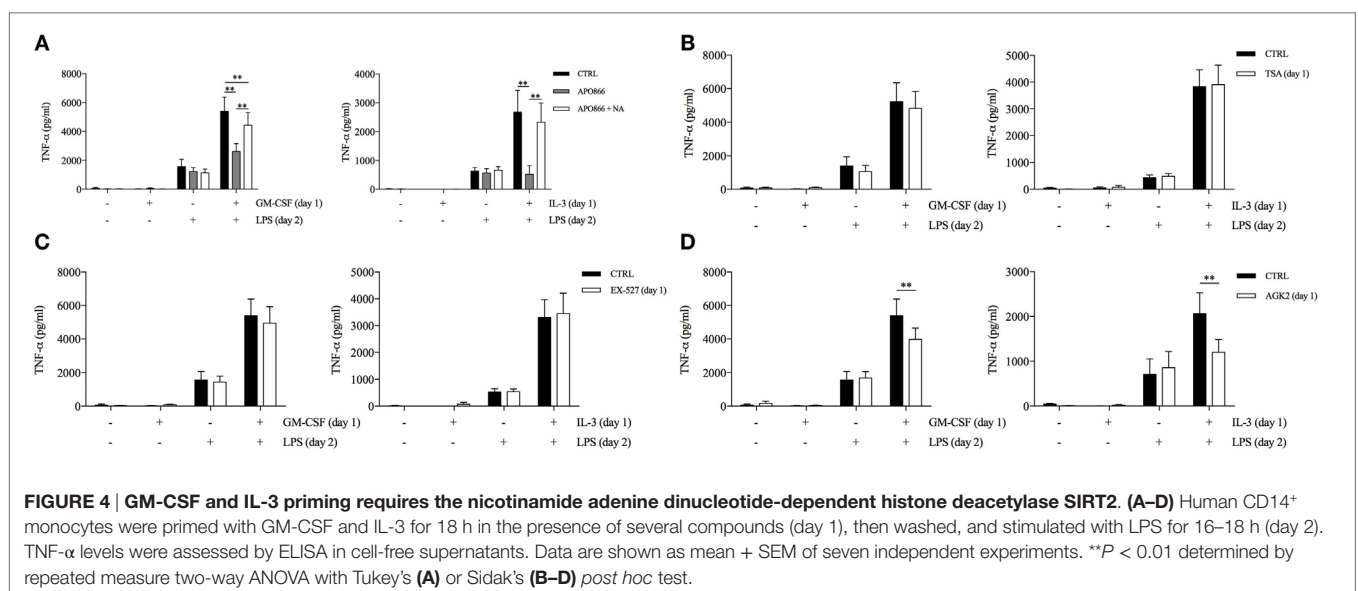 A
TNF-α (pg/ml)
8000
6000
4000
2000
0
**
**
**
- + - + GM-CSF (day 1)
- - + + LPS (day 2)
TNF-α (pg/ml)
4000
3000
2000
1000
0
**
**
CTRL
APO866
APO866 + NA
- + - + IL-3 (day 1)
- - + + LPS (day 2)
B
TNF-α (pg/ml)
8000
6000
4000
2000
0
- + - + GM-CSF (day 1)
- - + + LPS (day 2)
TNF-α (pg/ml)
5000
4000
3000
2000
1000
0
CTRL
TSA (day 1)
- + - + IL-3 (day 1)
- - + + LPS (day 2)
C
TNF-α (pg/ml)
8000
6000
4000
2000
0
- + - + GM-CSF (day 1)
- - + + LPS (day 2)
TNF-α (pg/ml)
5000
4000
3000
2000
1000
0
CTRL
EX-527 (day 1)
- + - + IL-3 (day 1)
- - + + LPS (day 2)
D
TNF-α (pg/ml)
8000
6000
4000
2000
0
**
- + - + GM-CSF (day 1)
- - + + LPS (day 2)
TNF-α (pg/ml)
3000
2000
1000
0
**
CTRL
AGK2 (day 1)
- + - + IL-3 (day 1)
- - + + LPS (day 2)
FIGURE 4 | GM-CSF and IL-3 priming requires the nicotinamide adenine dinucleotide-dependent histone deacetylase SIRT2. (A–D) Human CD14⁺
monocytes were primed with GM-CSF and IL-3 for 18 h in the presence of several compounds (day 1), then washed, and stimulated with LPS for 16–18 h (day 2).
TNF-α levels were assessed by ELISA in cell-free supernatants. Data are shown as mean + SEM of seven independent experiments. **P < 0.01 determined by
repeated measure two-way ANOVA with Tukey's (A) or Sidak's (B–D) post hoc test.